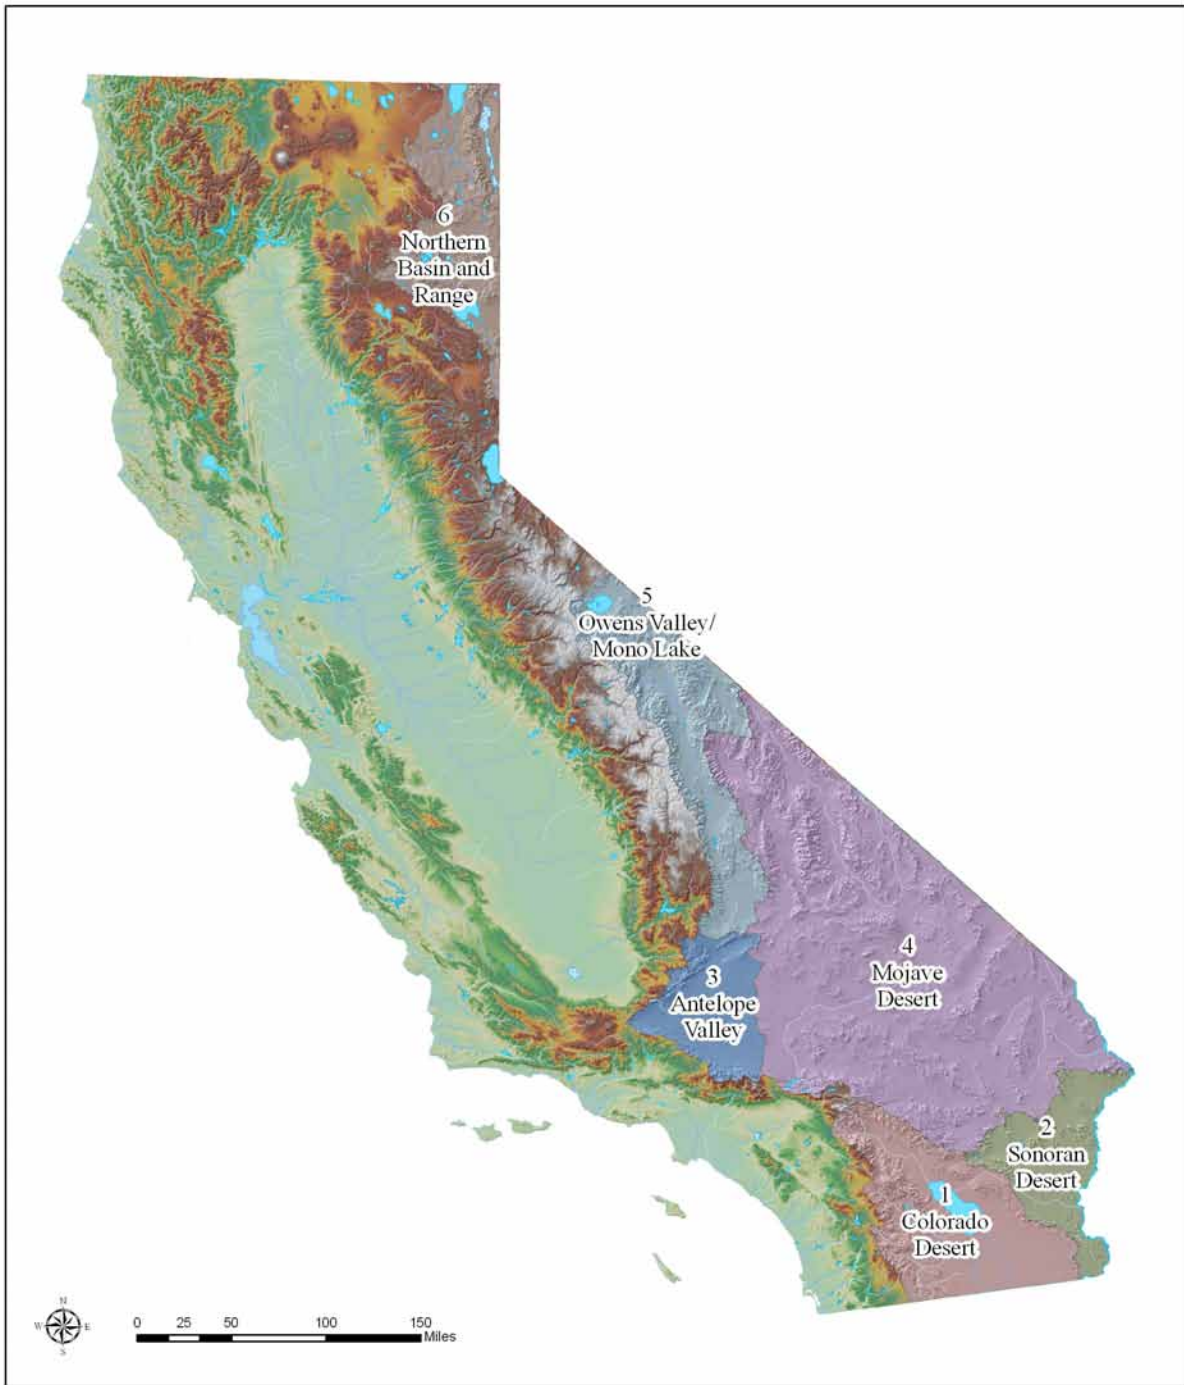 6
Northern
Basin and
Range
5
Owens Valley/
Mono Lake
4
Mojave
Desert
3
Antelope
Valley
2
Sonoran
Desert
1
Colorado
Desert
N
W E
S
0 25 50 100 150
Miles